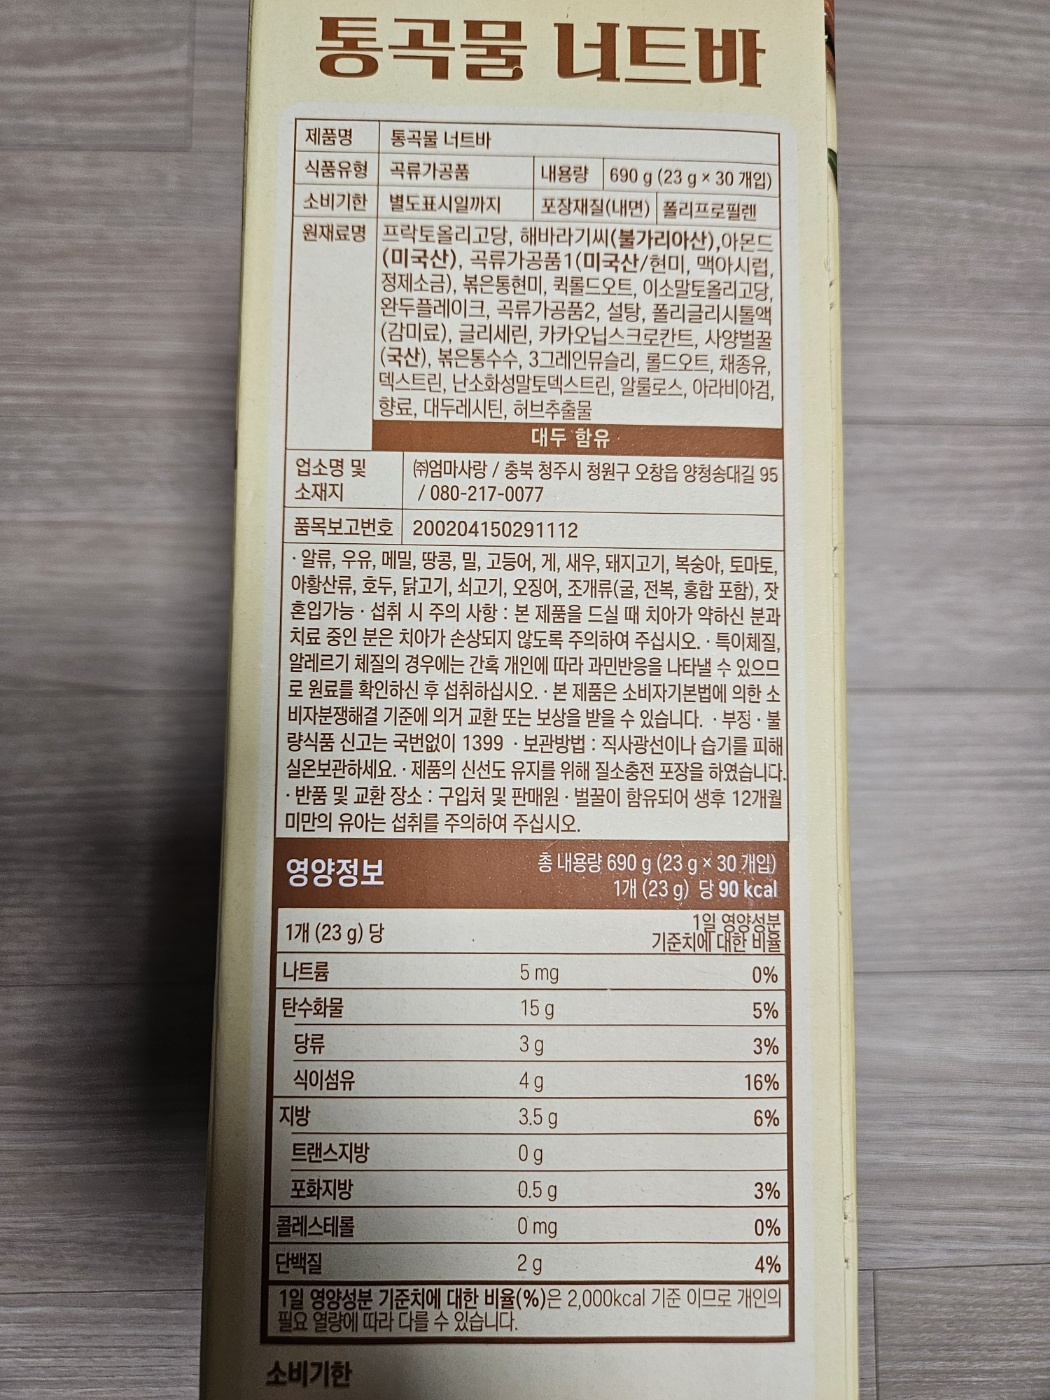 통곡물 너트바
제품명 통곡물 너트바
식품유형 곡류가공품 내용량 690 g (23 g × 30 개입)
소비기한 별도표시일까지 포장재질(내면) 폴리프로필렌
원재료명 프락토올리고당, 해바라기씨(불가리아산),아몬드
(미국산), 곡류가공품1(미국산/현미, 맥아시럽,
정제소금), 볶은통현미, 퀵롤드오트, 이소말토올리고당,
완두플레이크, 곡류가공품2, 설탕, 폴리글리시톨액
(감미료), 글리세린, 카카오닙스크로칸트, 사양벌꿀
(국산), 볶은통수수, 3그레인뮤슬리, 롤드오트, 채종유,
덱스트린, 난소화성말토덱스트린, 알룰로스, 아라비아검,
향료, 대두레시틴, 허브추출물
대두 함유
업소명 및 소재지 ㈜엄마사랑 / 충북 청주시 청원구 오창읍 양청송대길 95
/ 080-217-0077
품목보고번호 200204150291112
· 알류, 우유, 메밀, 땅콩, 밀, 고등어, 게, 새우, 돼지고기, 복숭아, 토마토,
아황산류, 호두, 닭고기, 쇠고기, 오징어, 조개류(굴, 전복, 홍합 포함), 잣
혼입가능 · 섭취 시 주의 사항 : 본 제품을 드실 때 치아가 약하신 분과
치료 중인 분은 치아가 손상되지 않도록 주의하여 주십시오. · 특이체질,
알레르기 체질의 경우에는 간혹 개인에 따라 과민반응을 나타낼 수 있으므
로 원료를 확인하신 후 섭취하십시오. · 본 제품은 소비자기본법에 의한 소
비자분쟁해결 기준에 의거 교환 또는 보상을 받을 수 있습니다. · 부정 · 불
량식품 신고는 국번없이 1399 · 보관방법 : 직사광선이나 습기를 피해
실온보관하세요. · 제품의 신선도 유지를 위해 질소충전 포장을 하였습니다.
· 반품 및 교환 장소 : 구입처 및 판매원 · 벌꿀이 함유되어 생후 12개월
미만의 유아는 섭취를 주의하여 주십시오.
영양정보 총 내용량 690 g (23 g × 30 개입)
1개 (23 g) 당 90 kcal
1개 (23 g) 당 1일 영양성분
기준치에 대한 비율
나트륨 5 mg 0%
탄수화물 15 g 5%
당류 3 g 3%
식이섬유 4 g 16%
지방 3.5 g 6%
트랜스지방 0 g
포화지방 0.5 g 3%
콜레스테롤 0 mg 0%
단백질 2 g 4%
1일 영양성분 기준치에 대한 비율(%)은 2,000kcal 기준 이므로 개인의
필요 열량에 따라 다를 수 있습니다.
소비기한